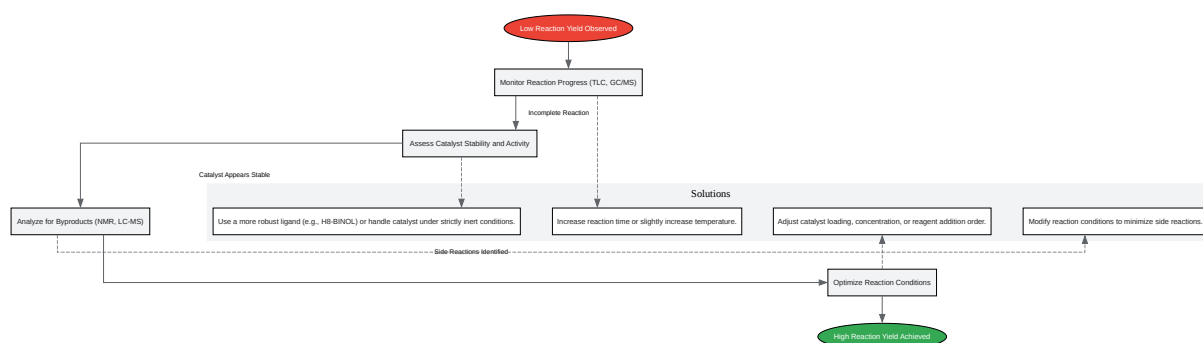 Low Reaction Yield Observed
Monitor Reaction Progress (TLC, GC/MS)
Incomplete Reaction
Assess Catalyst Stability and Activity
Catalyst Appears Stable
Solutions
Analyze for Byproducts (NMR, LC-MS)
Use a more robust ligand (e.g., H8-BINOL) or handle catalyst under strictly inert conditions.
Increase reaction time or slightly increase temperature.
Adjust catalyst loading, concentration, or reagent addition order.
Modify reaction conditions to minimize side reactions.
Side Reactions Identified
Optimize Reaction Conditions
High Reaction Yield Achieved